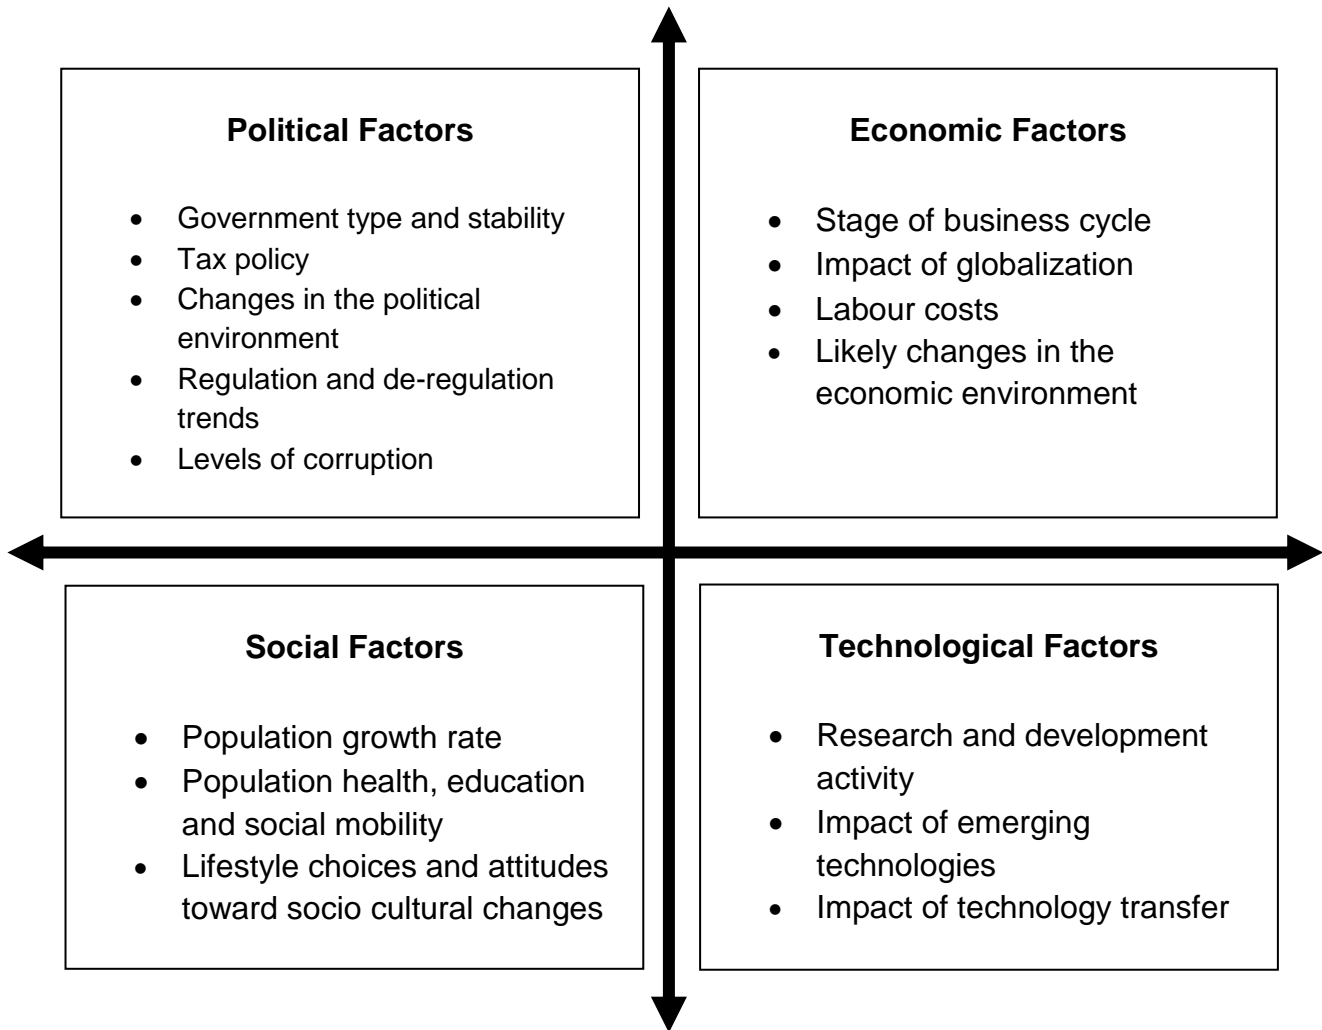 Political Factors
• Government type and stability
• Tax policy
• Changes in the political
environment
• Regulation and de-regulation
trends
• Levels of corruption
Economic Factors
• Stage of business cycle
• Impact of globalization
• Labour costs
• Likely changes in the
economic environment
Social Factors
• Population growth rate
• Population health, education
and social mobility
• Lifestyle choices and attitudes
toward socio cultural changes
Technological Factors
• Research and development
activity
• Impact of emerging
technologies
• Impact of technology transfer